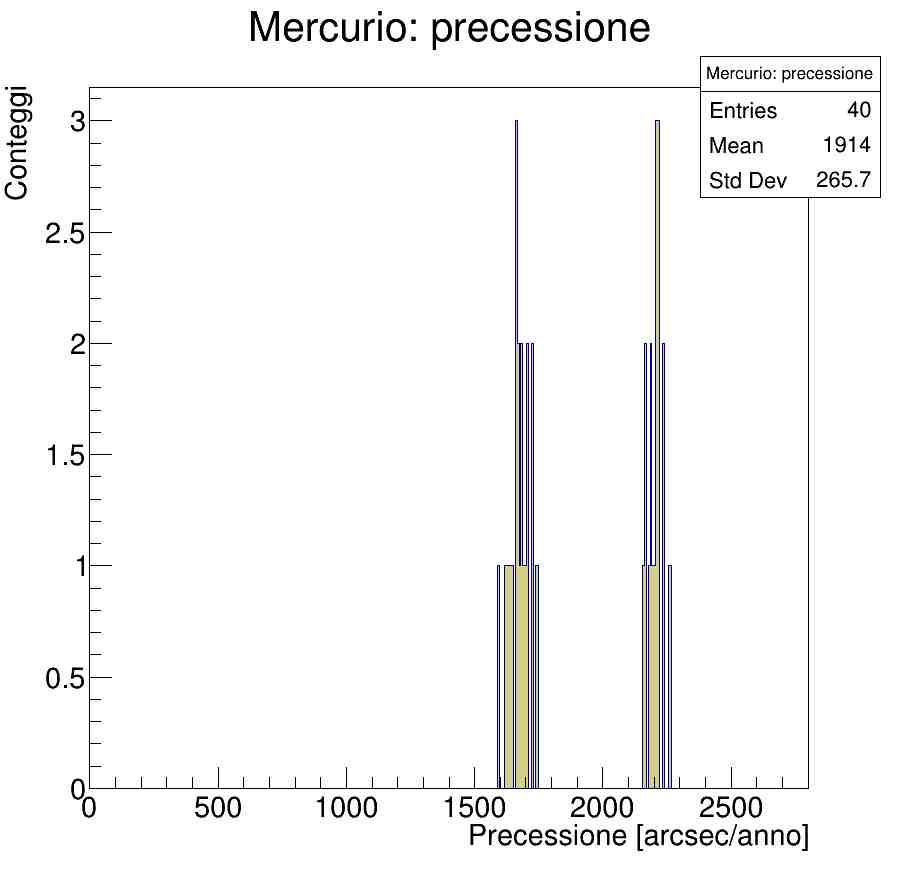 Mercurio: precessione
Mercurio: precessione
Entries 40
Mean 1914
Std Dev 265.7
Conteggi
3
2.5
2
1.5
1
0.5
0
0 500 1000 1500 2000 2500
Precessione [arcsec/anno]